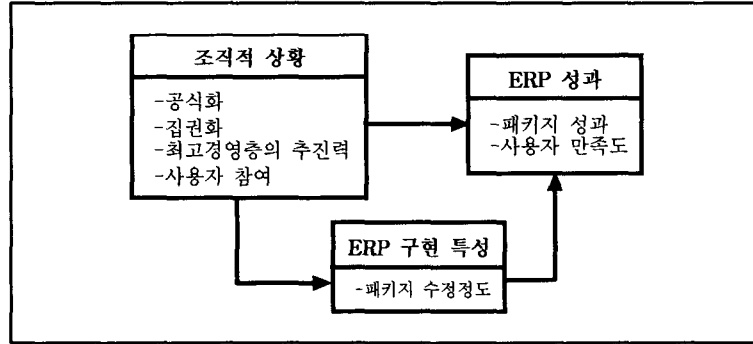 조직적 상황
-공식화
-집권화
-최고경영층의 추진력
-사용자 참여
ERP 성과
-패키지 성과
-사용자 만족도
ERP 구현 특성
-패키지 수정정도